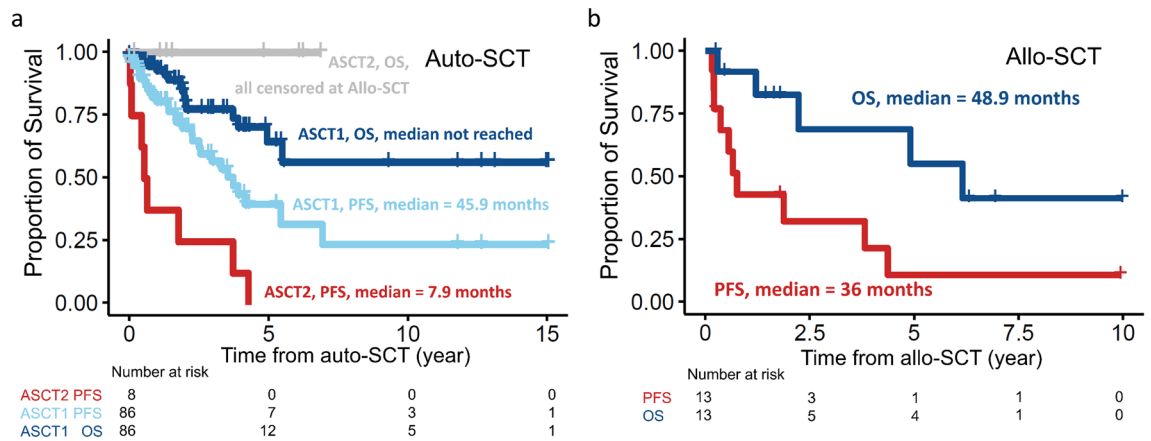 a
Auto-SCT
Proportion of Survival
1.00
0.75
0.50
0.25
0.00
ASCT2, OS,
all censored at Allo-SCT
ASCT1, OS, median not reached
ASCT1, PFS, median = 45.9 months
ASCT2, PFS, median = 7.9 months
0 5 10 15
Time from auto-SCT (year)
Number at risk
ASCT2 PFS 8 0 0 0
ASCT1 PFS 86 7 3 1
ASCT1 OS 86 12 5 1
b
Allo-SCT
Proportion of Survival
1.00
0.75
0.50
0.25
0.00
OS, median = 48.9 months
PFS, median = 36 months
0 2.5 5 7.5 10
Time from allo-SCT (year)
Number at risk
PFS 13 3 1 1 0
OS 13 5 4 1 0